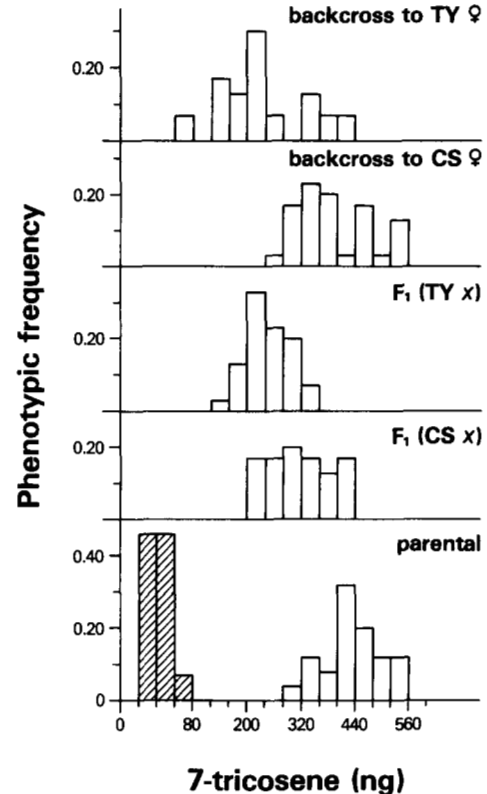 backcross to TY ♀
0.20
backcross to CS ♀
0.20
F₁ (TY x)
0.20
F₁ (CS x)
0.20
parental
0.40
0.20
0
0 80 200 320 440 560
Phenotypic frequency
7-tricosene (ng)